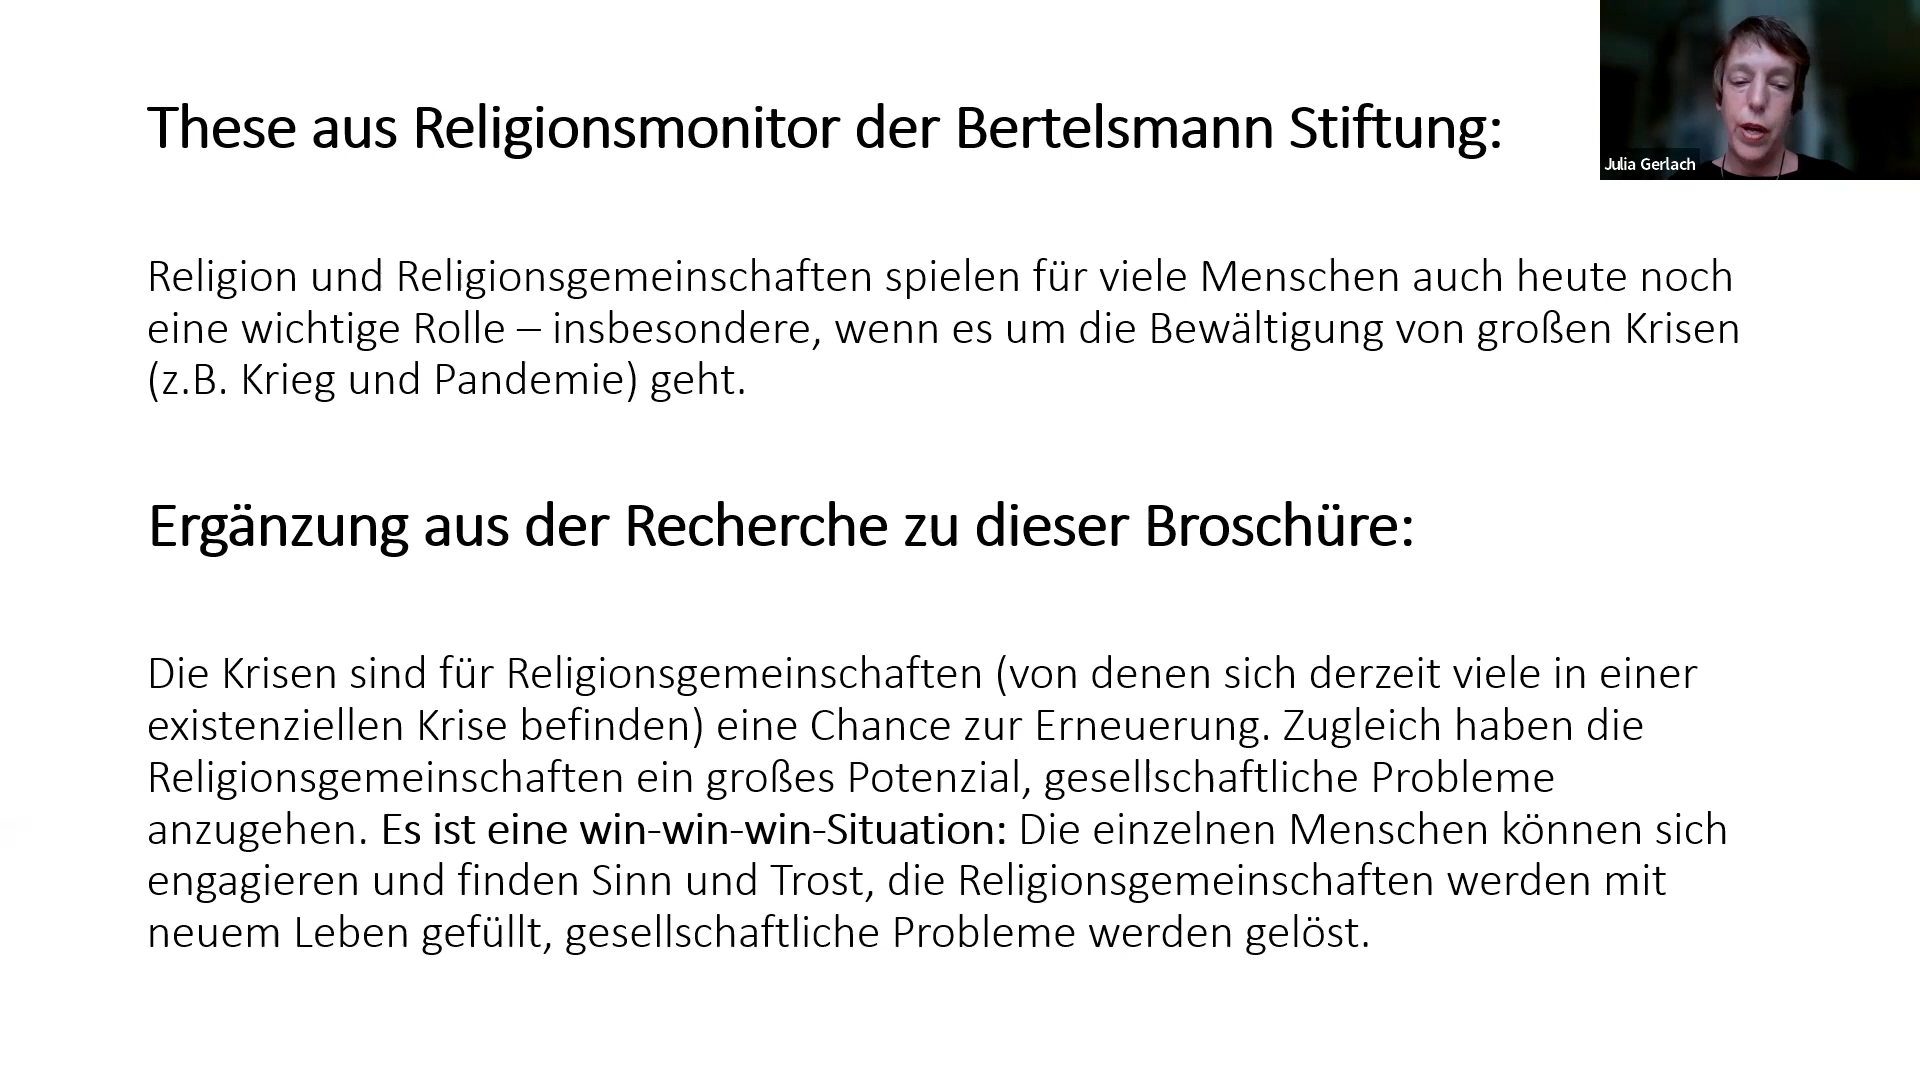 These aus Religionsmonitor der Bertelsmann Stiftung:
Julia Gerlach
Religion und Religionsgemeinschaften spielen für viele Menschen auch heute noch
eine wichtige Rolle – insbesondere, wenn es um die Bewältigung von großen Krisen
(z.B. Krieg und Pandemie) geht.
Ergänzung aus der Recherche zu dieser Broschüre:
Die Krisen sind für Religionsgemeinschaften (von denen sich derzeit viele in einer
existenziellen Krise befinden) eine Chance zur Erneuerung. Zugleich haben die
Religionsgemeinschaften ein großes Potenzial, gesellschaftliche Probleme
anzugehen. Es ist eine win-win-win-Situation: Die einzelnen Menschen können sich
engagieren und finden Sinn und Trost, die Religionsgemeinschaften werden mit
neuem Leben gefüllt, gesellschaftliche Probleme werden gelöst.